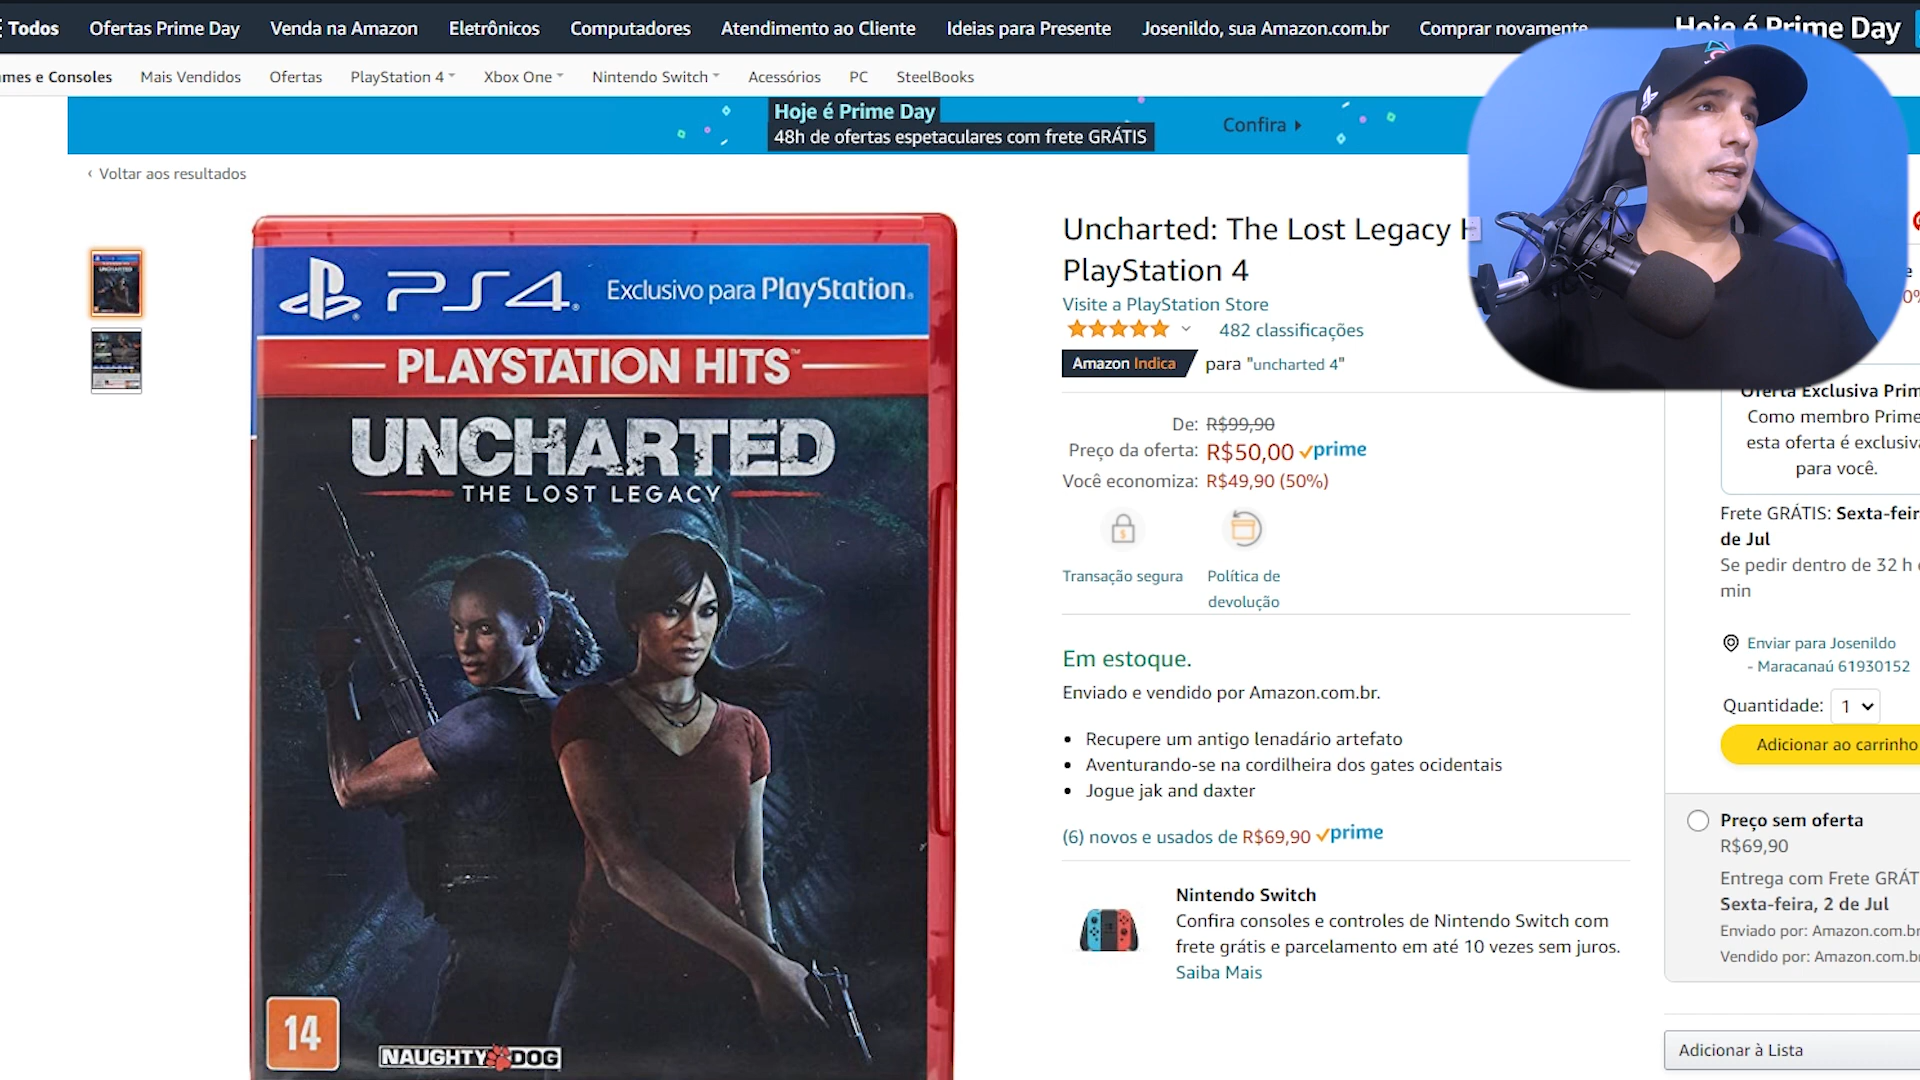 Todos Ofertas Prime Day Venda na Amazon Eletrônicos Computadores Atendimento ao Cliente Ideias para Presente Josenildo, sua Amazon.com.br Comprar novamente
Hoje é Prime Day
mes e Consoles Mais Vendidos Ofertas PlayStation 4 Xbox One Nintendo Switch Acessórios PC SteelBooks
Hoje é Prime Day
48h de ofertas espetaculares com frete GRÁTIS
Confira
‹ Voltar aos resultados
PS4 Exclusivo para PlayStation
PLAYSTATION HITS™
UNCHARTED
THE LOST LEGACY
14
NAUGHTY DOG
Uncharted: The Lost Legacy
PlayStation 4
Visite a PlayStation Store
482 classificações
Amazon Indica para "uncharted 4"
De: R$99,90
Preço da oferta: R$50,00 prime
Você economiza: R$49,90 (50%)
Transação segura
Política de
devolução
Em estoque.
Enviado e vendido por Amazon.com.br.
• Recupere um antigo lenadário artefato
• Aventurando-se na cordilheira dos gates ocidentais
• Jogue jak and daxter
(6) novos e usados de R$69,90 prime
Nintendo Switch
Confira consoles e controles de Nintendo Switch com
frete grátis e parcelamento em até 10 vezes sem juros.
Saiba Mais
Oferta Exclusiva Prim
Como membro Prime
esta oferta é exclusiva
para você.
Frete GRÁTIS: Sexta-feir
de Jul
Se pedir dentro de 32 h
min
Enviar para Josenildo
- Maracanaú 61930152
Quantidade: 1
Adicionar ao carrinho
Preço sem oferta
R$69,90
Entrega com Frete GRÁT
Sexta-feira, 2 de Jul
Enviado por: Amazon.com.br
Vendido por: Amazon.com.br
Adicionar à Lista